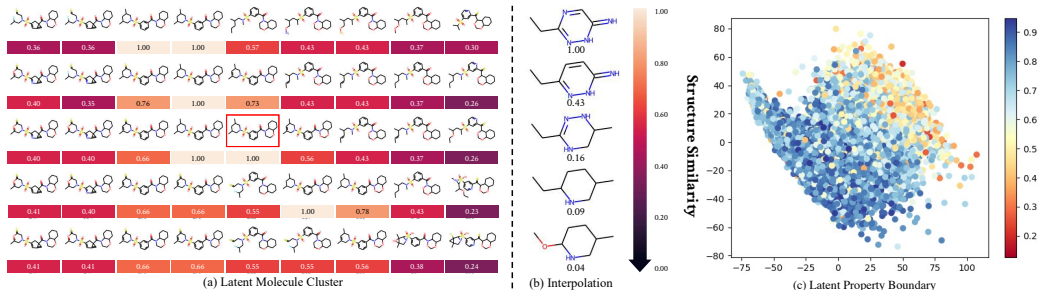 0.36 0.36 1.00 1.00 0.57 0.43 0.43 0.37 0.30
0.40 0.35 0.76 1.00 0.73 0.43 0.43 0.37 0.26
0.40 0.40 0.66 1.00 1.00 0.56 0.43 0.37 0.26
0.41 0.40 0.66 0.66 0.55 1.00 0.78 0.43 0.23
0.41 0.41 0.66 0.66 0.55 0.55 0.56 0.38 0.24
(a) Latent Molecule Cluster
NH
N
NH
1.00
NH
N
NH
0.43
N
NH
N
0.16
HN
0.09
O
HN
0.04
(b) Interpolation
1.00
0.80
0.60
0.40
0.20
0.00
Structure Similarity
80
60
40
20
0
−20
−40
−60
−80
−75 −50 −25 0 25 50 75 100
0.9
0.8
0.7
0.6
0.5
0.4
0.3
0.2
(c) Latent Property Boundary